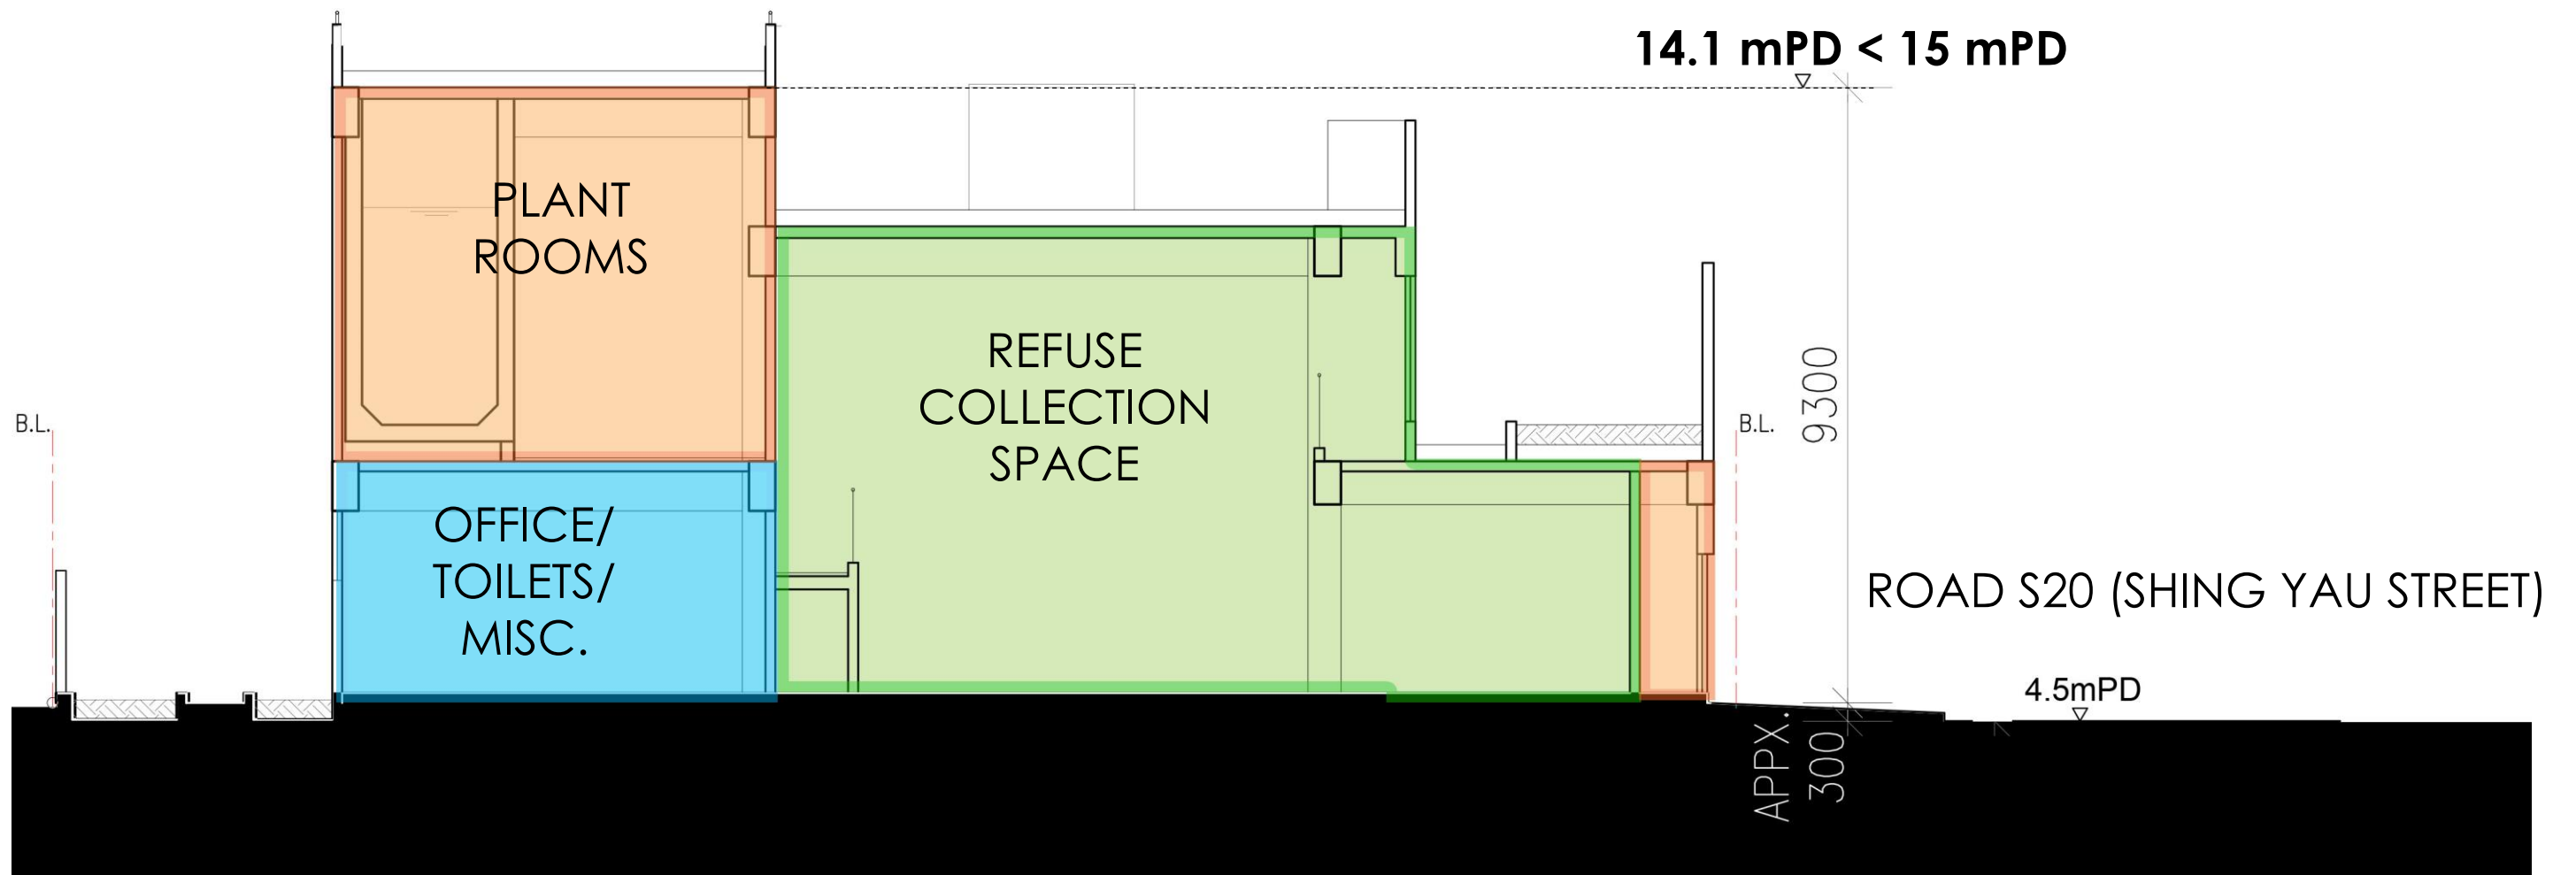 14.1 mPD < 15 mPD
PLANT
ROOMS
REFUSE
COLLECTION
SPACE
B.L.
B.L.
9300
OFFICE/
TOILETS/
MISC.
ROAD S20 (SHING YAU STREET)
4.5mPD
APPX.
300